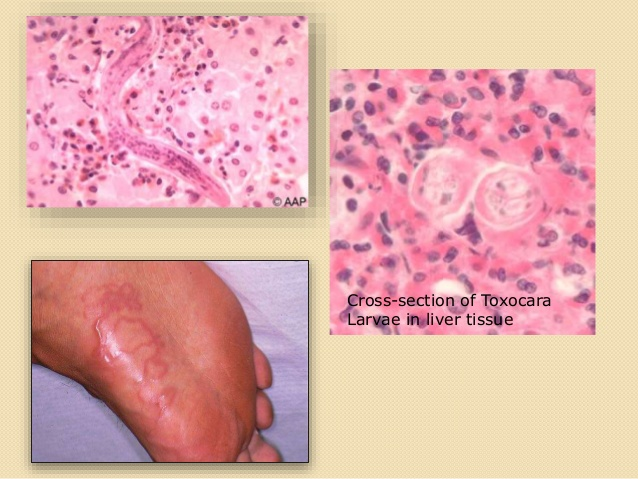 © AAP
Cross-section of Toxocara
Larvae in liver tissue